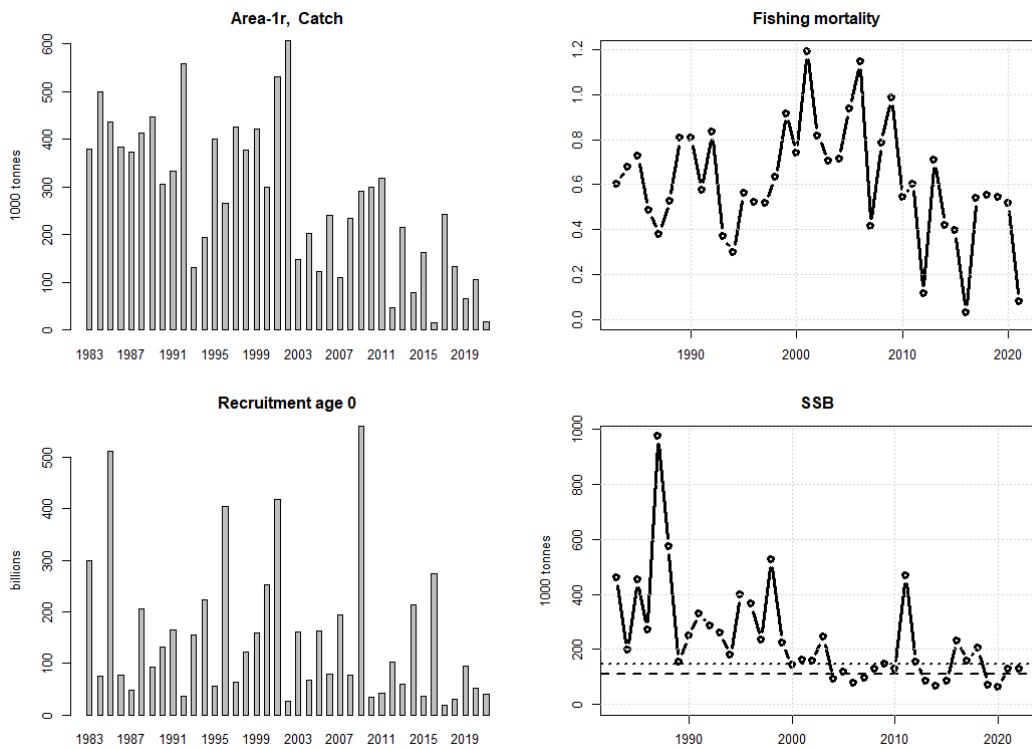 Area-1r, Catch
1000 tonnes
0 100 200 300 400 500 600
1983 1987 1991 1995 1999 2003 2007 2011 2015 2019
Fishing mortality
0.0 0.2 0.4 0.6 0.8 1.0 1.2
1990 2000 2010 2020
Recruitment age 0
billions
0 100 200 300 400 500
1983 1987 1991 1995 1999 2003 2007 2011 2015 2019
SSB
1000 tonnes
0 200 400 600 800 1000
1990 2000 2010 2020